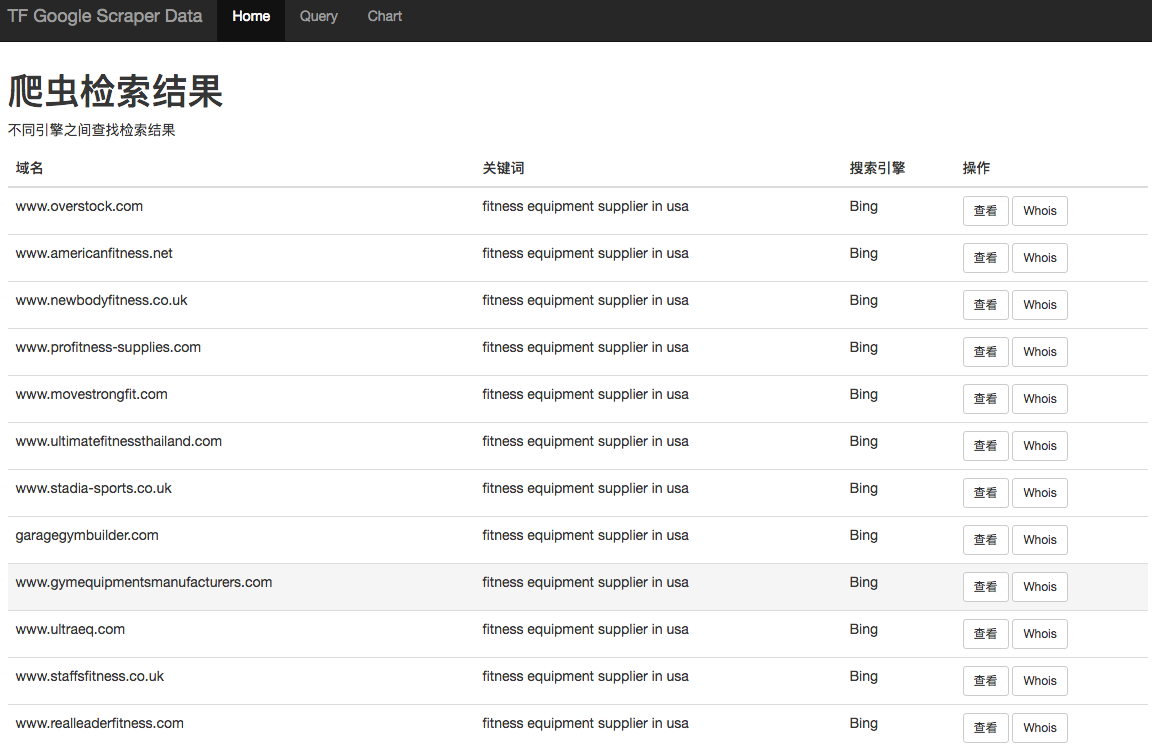 TF Google Scraper Data Home Query Chart
爬虫检索结果
不同引擎之间查找检索结果
域名 关键词 搜索引擎 操作
www.overstock.com fitness equipment supplier in usa Bing 查看 Whois
www.americanfitness.net fitness equipment supplier in usa Bing 查看 Whois
www.newbodyfitness.co.uk fitness equipment supplier in usa Bing 查看 Whois
www.profitness-supplies.com fitness equipment supplier in usa Bing 查看 Whois
www.movestrongfit.com fitness equipment supplier in usa Bing 查看 Whois
www.ultimatefitnessthailand.com fitness equipment supplier in usa Bing 查看 Whois
www.stadia-sports.co.uk fitness equipment supplier in usa Bing 查看 Whois
garagegymbuilder.com fitness equipment supplier in usa Bing 查看 Whois
www.gymequipmentsmanufacturers.com fitness equipment supplier in usa Bing 查看 Whois
www.ultraeq.com fitness equipment supplier in usa Bing 查看 Whois
www.staffsfitness.co.uk fitness equipment supplier in usa Bing 查看 Whois
www.realleaderfitness.com fitness equipment supplier in usa Bing 查看 Whois